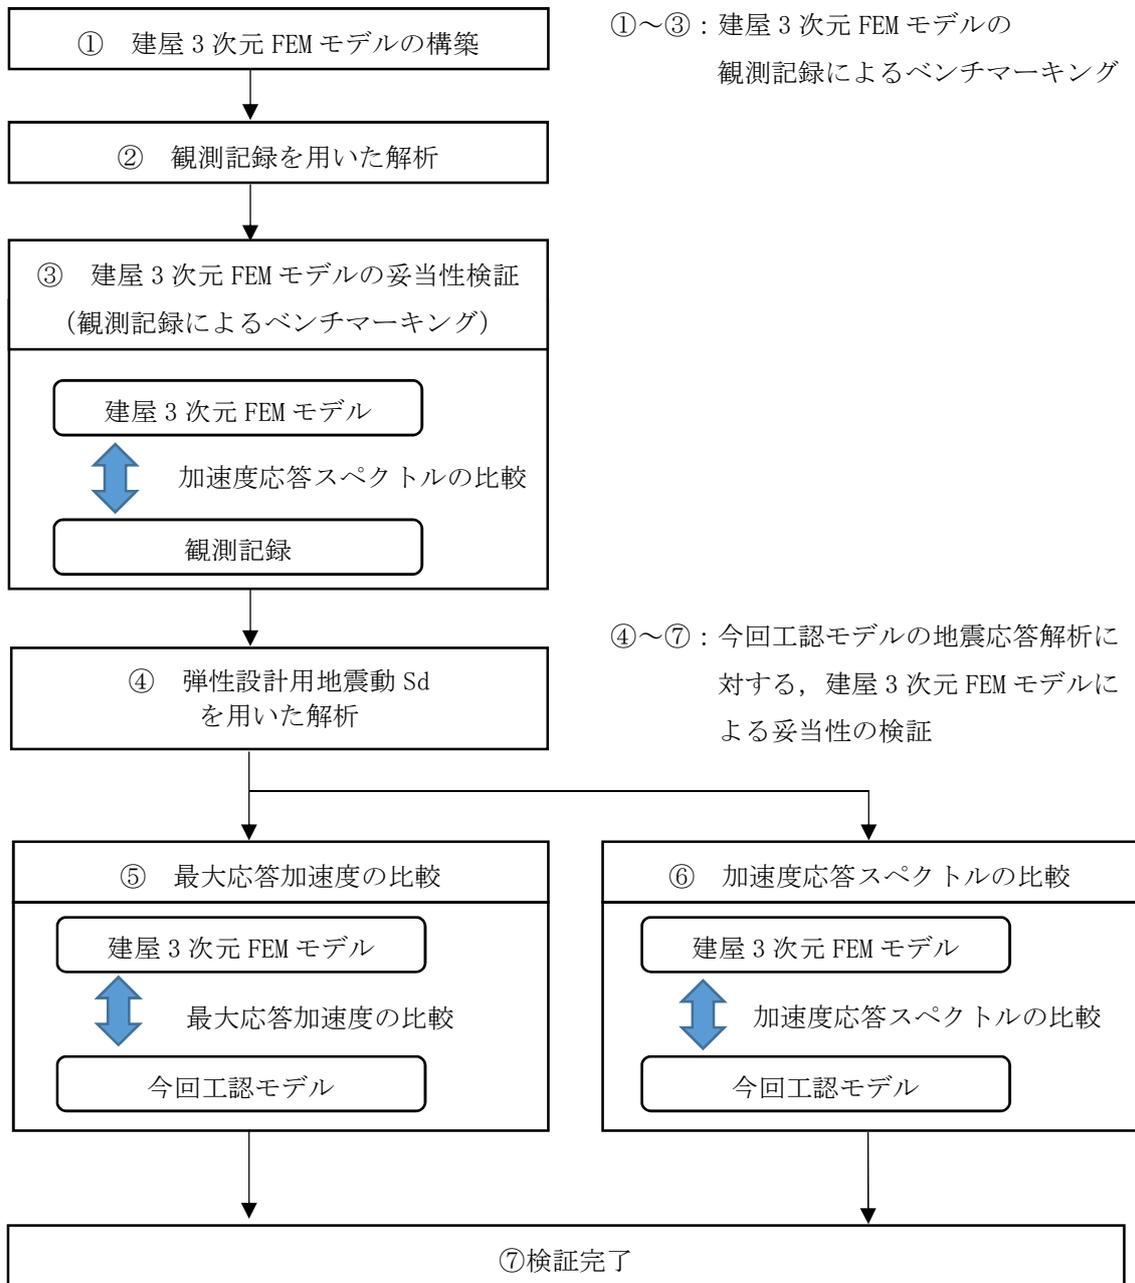 ① 建屋3次元FEMモデルの構築
①~③:建屋3次元FEMモデルの
観測記録によるベンチマーキング
② 観測記録を用いた解析
③ 建屋3次元FEMモデルの妥当性検証
(観測記録によるベンチマーキング)
建屋3次元FEMモデル
加速度応答スペクトルの比較
観測記録
④ 弾性設計用地震動Sd
を用いた解析
④~⑦:今回工認モデルの地震応答解析に
対する,建屋3次元FEMモデルに
よる妥当性の検証
⑤ 最大応答加速度の比較
建屋3次元FEMモデル
最大応答加速度の比較
今回工認モデル
⑥ 加速度応答スペクトルの比較
建屋3次元FEMモデル
加速度応答スペクトルの比較
今回工認モデル
⑦検証完了